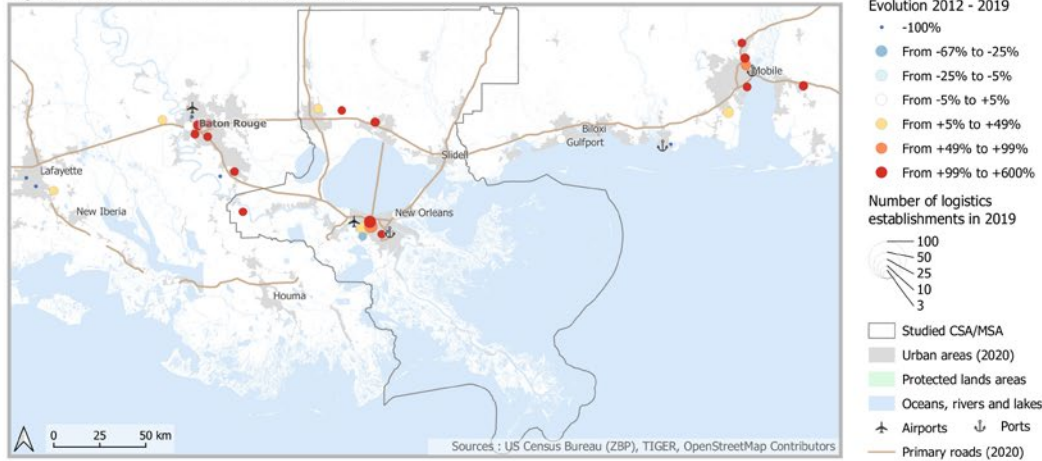 Evolution 2012 - 2019
-100%
From -67% to -25%
From -25% to -5%
From -5% to +5%
From +5% to +49%
From +49% to +99%
From +99% to +600%
Number of logistics
establishments in 2019
100
50
25
10
3
Studied CSA/MSA
Urban areas (2020)
Protected lands areas
Oceans, rivers and lakes
Airports
Ports
Primary roads (2020)
Mobile
Baton Rouge
Biloxi
Gulfport
Slidell
Lafayette
New Iberia
New Orleans
Houma
0 25 50 km
Sources : US Census Bureau (ZBP), TIGER, OpenStreetMap Contributors